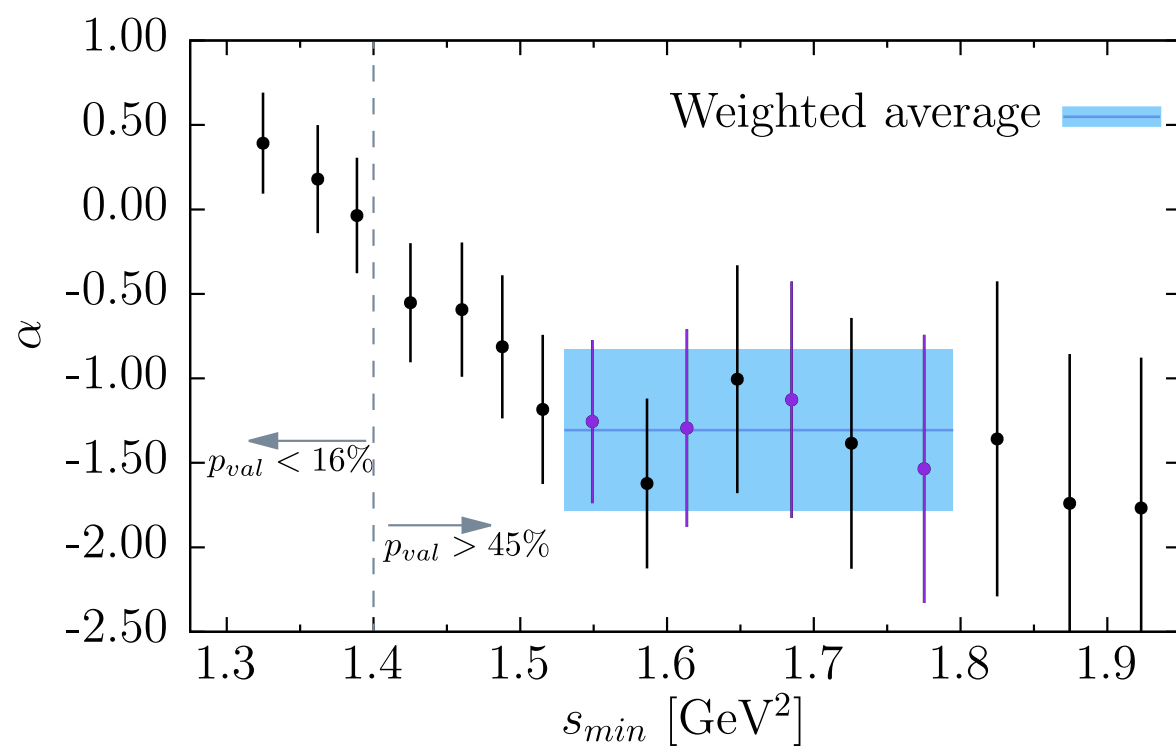 1.00
0.50
0.00
-0.50
-1.00
-1.50
-2.00
-2.50
α
Weighted average
p_val < 16%
p_val > 45%
1.3 1.4 1.5 1.6 1.7 1.8 1.9
s_min [GeV²]